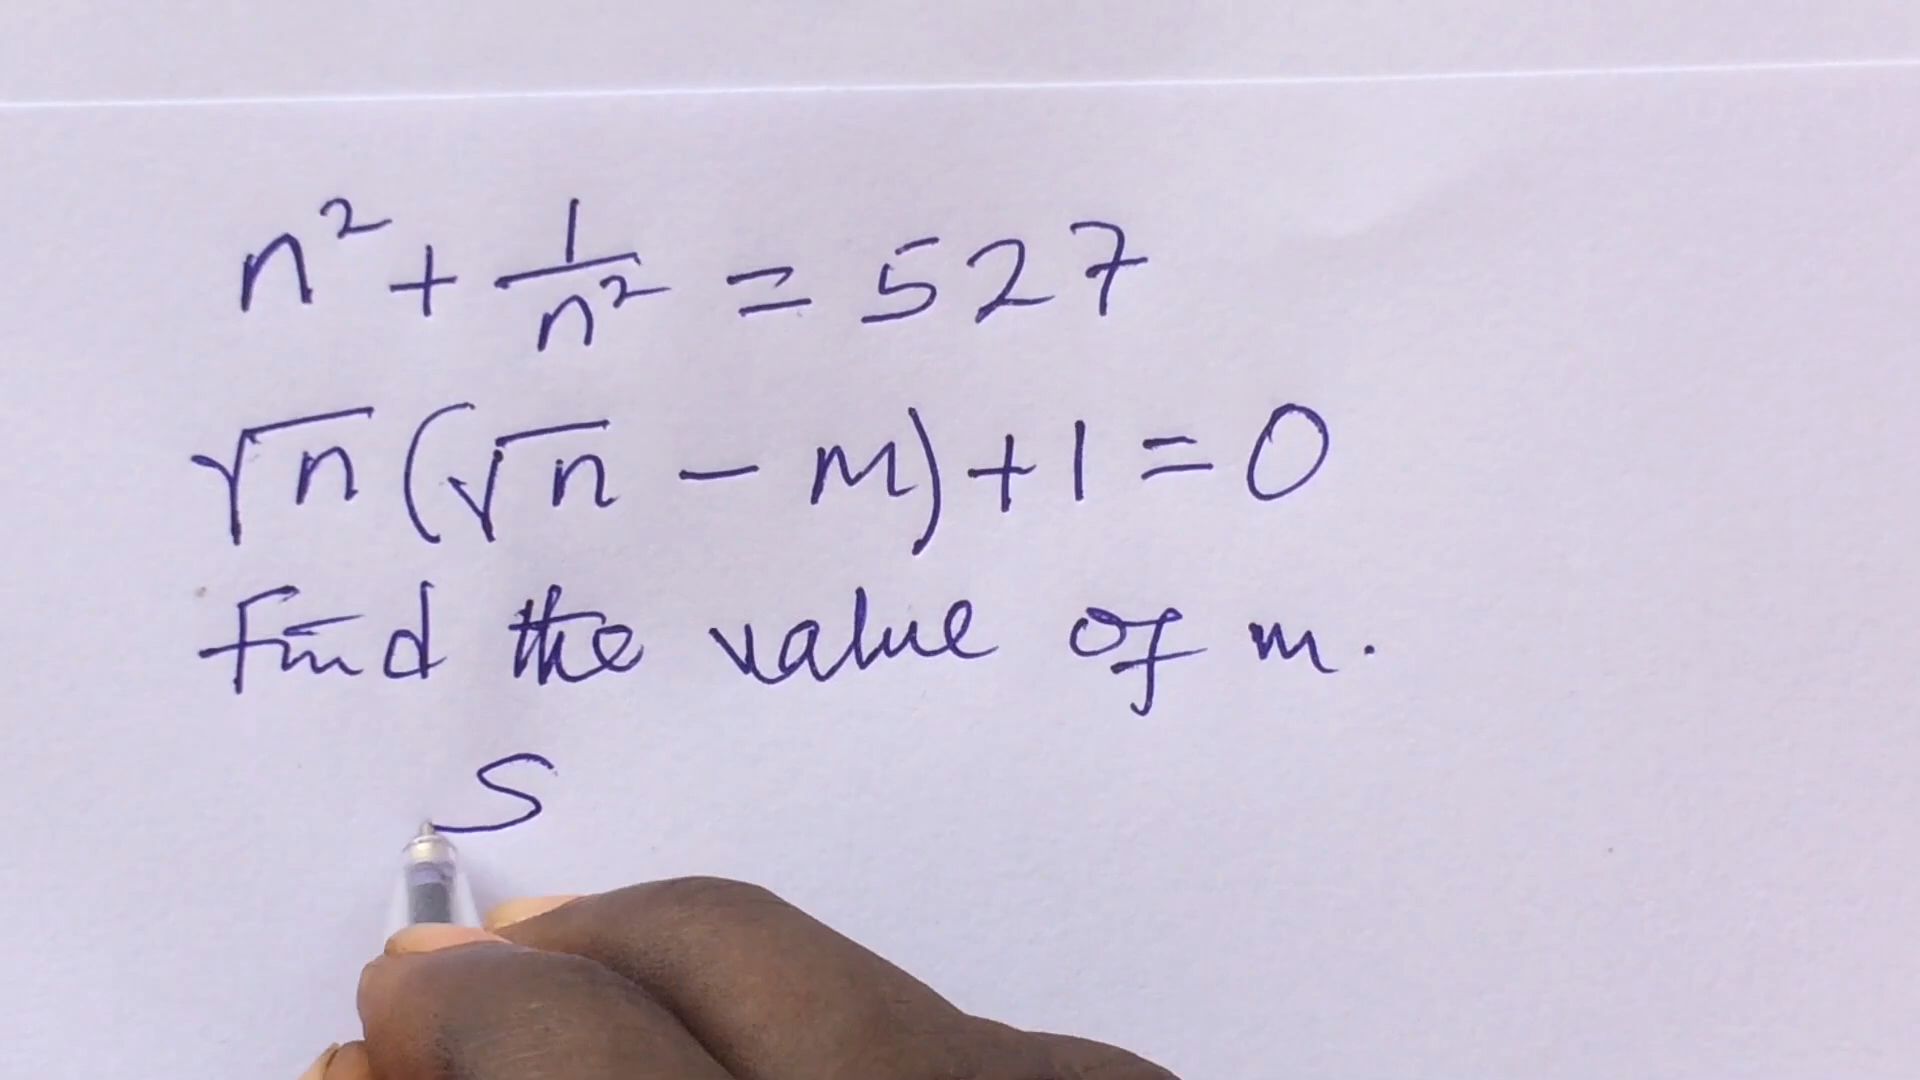 n² + 1/n² = 527
√n (√n - m) + 1 = 0
Find the value of m.
S